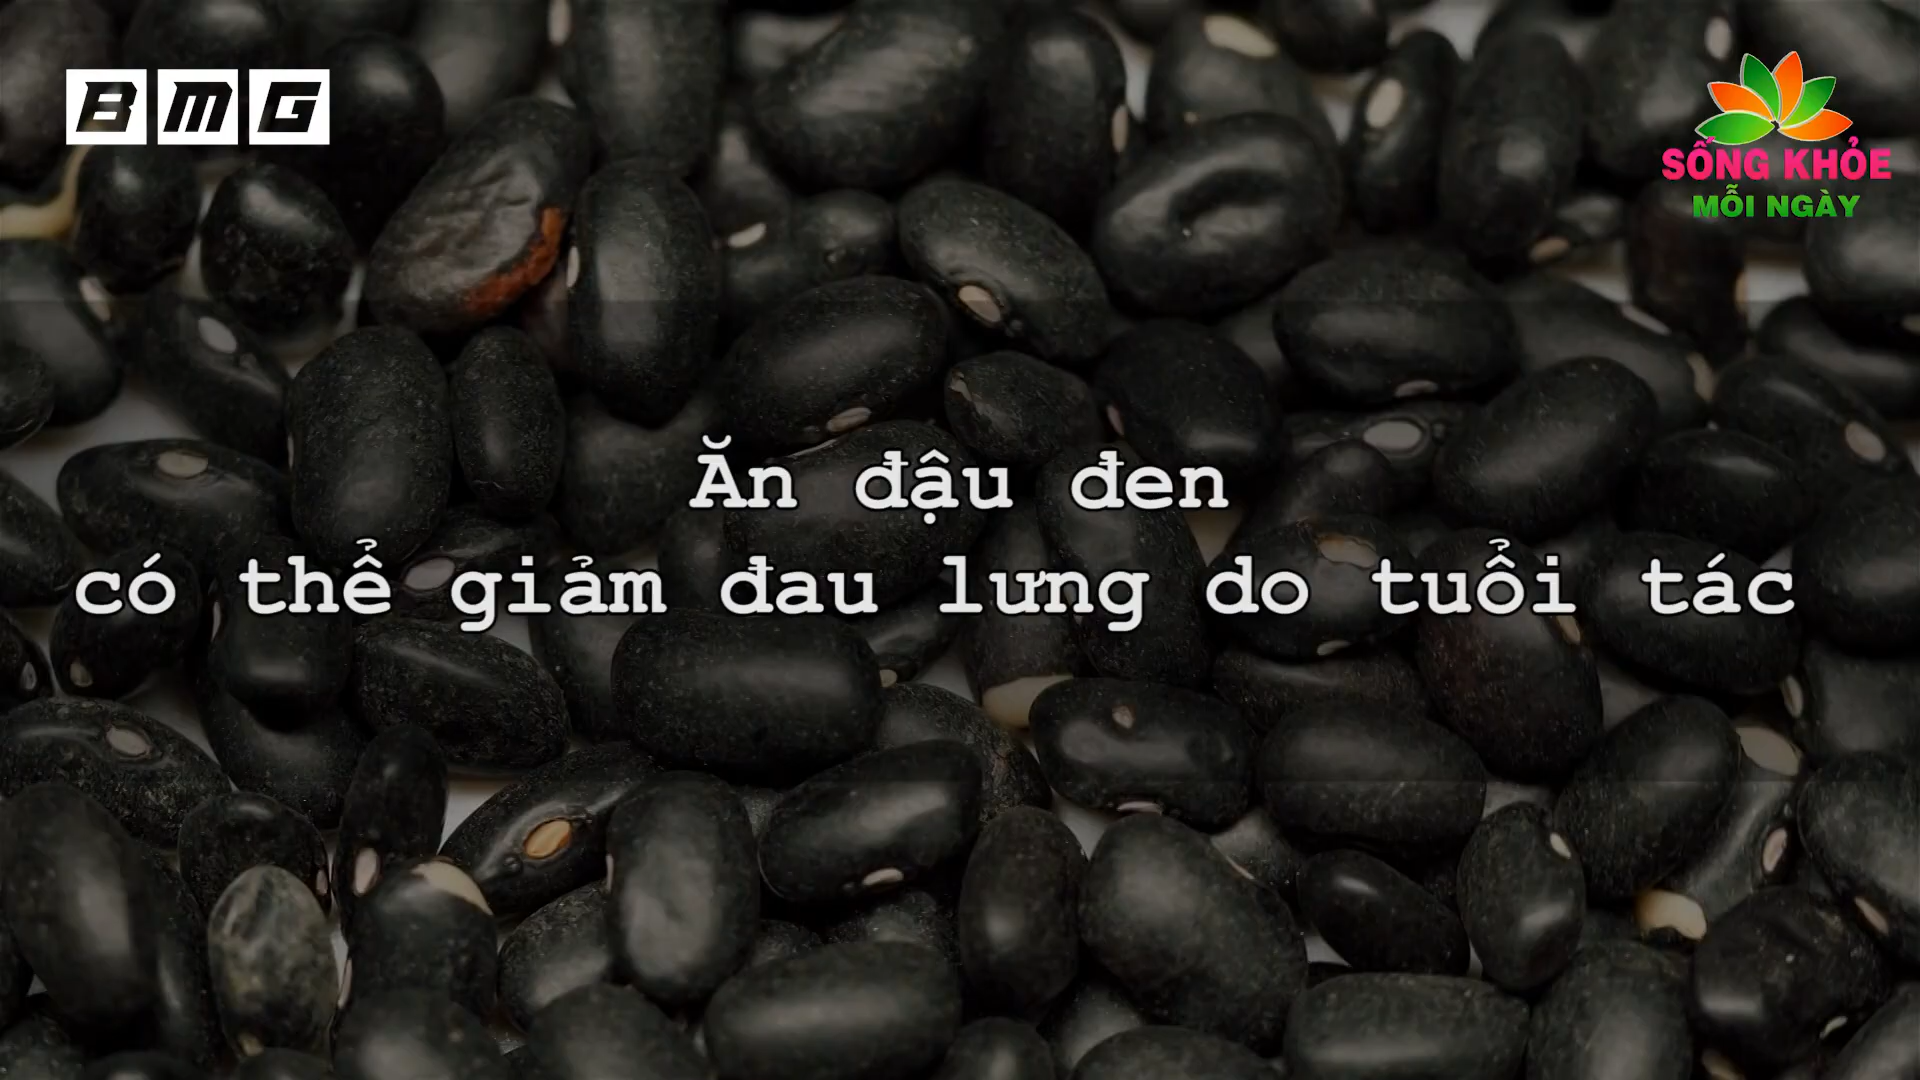 BMG
SỐNG KHỎE
MỖI NGÀY
Ăn đậu đen
có thể giảm đau lưng do tuổi tác